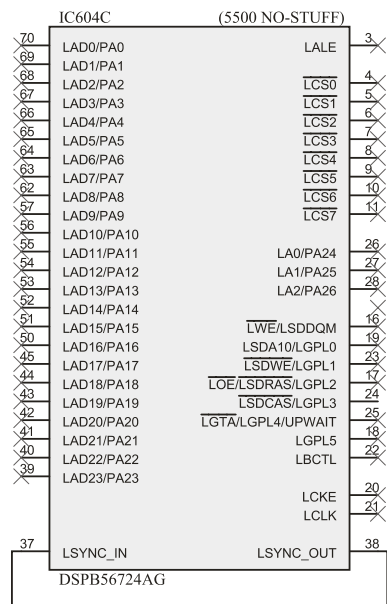 IC604C (5500 NO-STUFF)
70 LAD0/PA0 LALE 3
69 LAD1/PA1
68 LAD2/PA2 LCS0 4
67 LAD3/PA3 LCS1 5
66 LAD4/PA4 LCS2 6
65 LAD5/PA5 LCS3 7
64 LAD6/PA6 LCS4 8
63 LAD7/PA7 LCS5 9
62 LAD8/PA8 LCS6 10
57 LAD9/PA9 LCS7 11
56 LAD10/PA10
55 LAD11/PA11 LA0/PA24 26
54 LAD12/PA12 LA1/PA25 27
53 LAD13/PA13 LA2/PA26 28
52 LAD14/PA14
51 LAD15/PA15 LWE/LSDDQM 16
50 LAD16/PA16 LSDA10/LGPL0 19
45 LAD17/PA17 LSDWE/LGPL1 23
44 LAD18/PA18 LOE/LSDRAS/LGPL2 17
43 LAD19/PA19 LSDCAS/LGPL3 24
42 LAD20/PA20 LGTA/LGPL4/UPWAIT 25
41 LAD21/PA21 LGPL5 18
40 LAD22/PA22 LBCTL 22
39 LAD23/PA23
LCKE 20
LCLK 21
37 LSYNC_IN LSYNC_OUT 38
DSPB56724AG